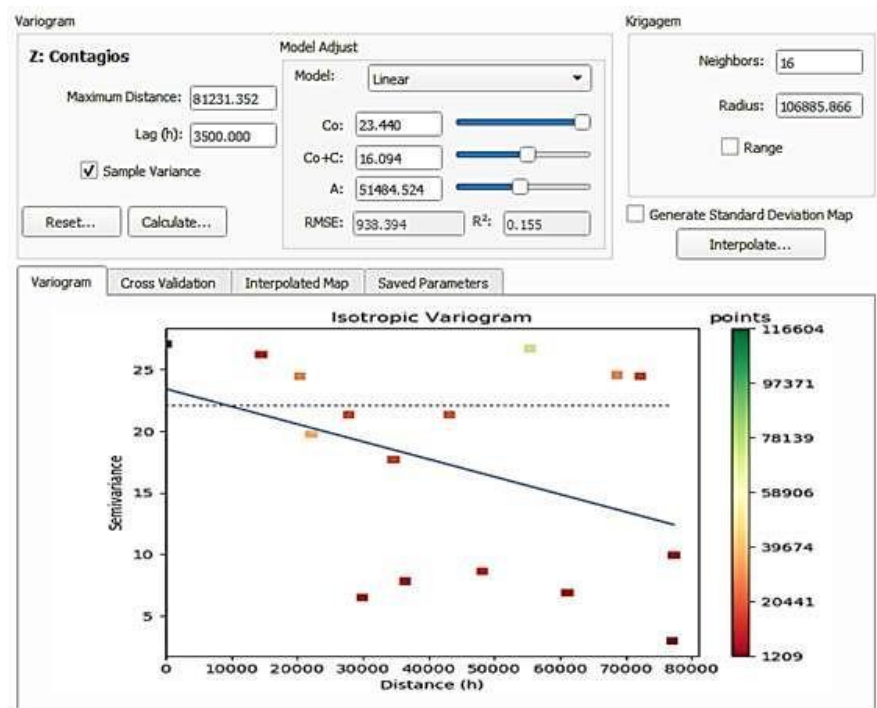 Variogram
Z: Contagios
Maximum Distance: 81231.352
Lag (h): 3500.000
Sample Variance
Reset...
Calculate...
Model Adjust
Model: Linear
Co: 23.440
Co+C: 16.094
A: 51484.524
RMSE: 938.394 R²: 0.155
Krigagem
Neighbors: 16
Radius: 106885.866
Range
Generate Standard Deviation Map
Interpolate...
Variogram
Cross Validation
Interpolated Map
Saved Parameters
Isotropic Variogram
Semivariance
25
20
15
10
5
0 10000 20000 30000 40000 50000 60000 70000 80000
Distance (h)
points
116604
97371
78139
58906
39674
20441
1209